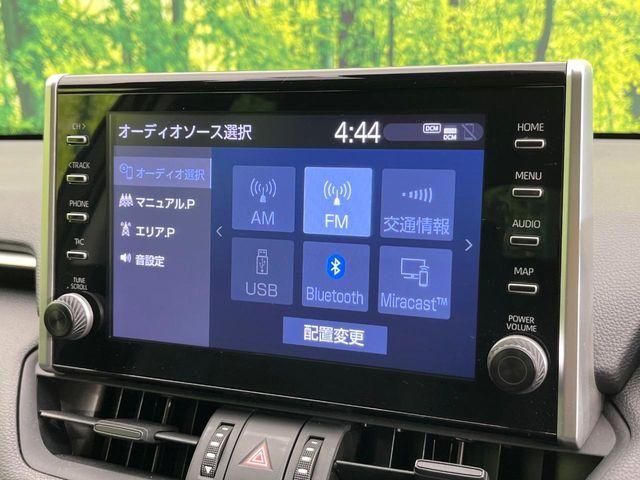 CH >
< TRACK
PHONE
TRC
TUNE
SCROLL
オーディオソース選択
4:44
DCM
DCM
オーディオ選択
マニュアル.P
エリア.P
音設定
AM
FM
交通情報
USB
Bluetooth
Miracast™
配置変更
HOME
MENU
AUDIO
MAP
POWER
VOLUME